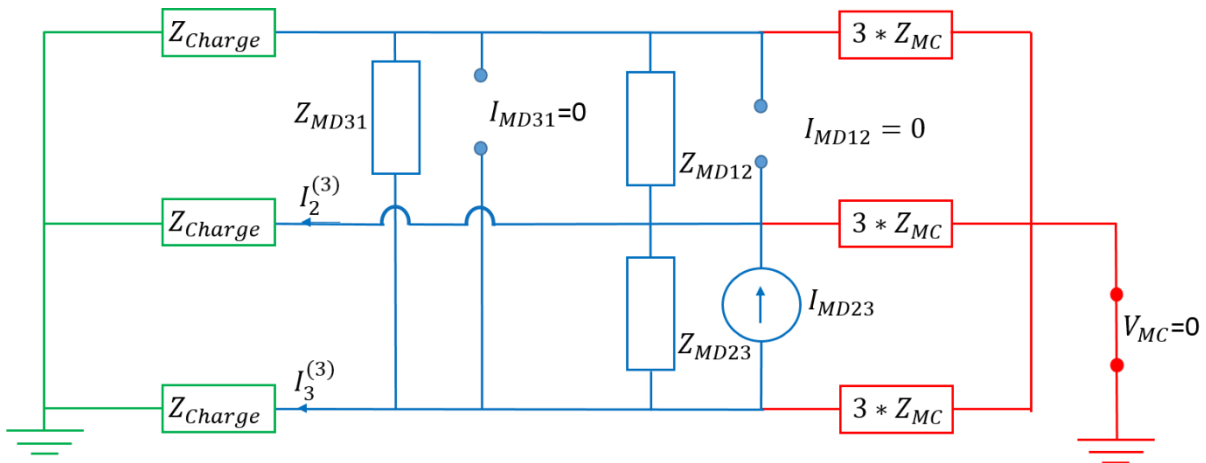 Z_Charge
3 * Z_MC
Z_MD31
I_MD31=0
I_MD12 = 0
Z_MD12
I_2^(3)
Z_Charge
3 * Z_MC
I_MD23
V_MC=0
Z_MD23
I_3^(3)
Z_Charge
3 * Z_MC